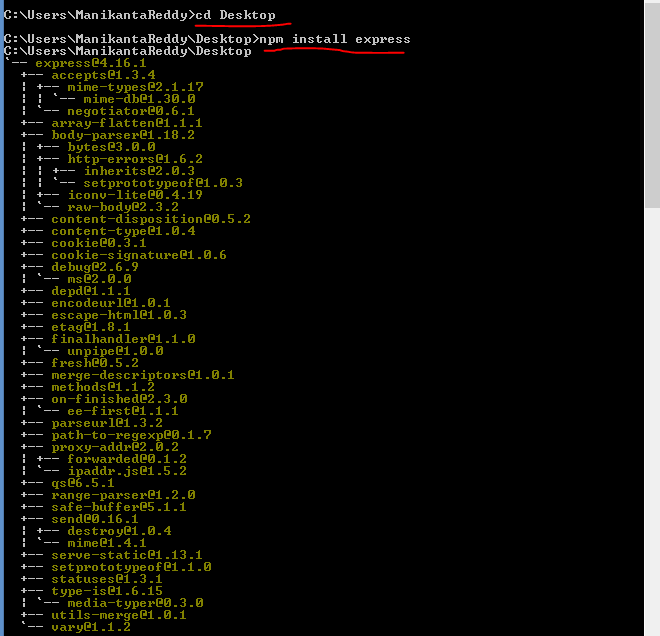 C:\Users\ManikantaReddy>cd Desktop
C:\Users\ManikantaReddy\Desktop>npm install express
C:\Users\ManikantaReddy\Desktop
`-- express@4.16.1
  +-- accepts@1.3.4
  ¦ +-- mime-types@2.1.17
  ¦ ¦ `-- mime-db@1.30.0
  ¦ `-- negotiator@0.6.1
  +-- array-flatten@1.1.1
  +-- body-parser@1.18.2
  ¦ +-- bytes@3.0.0
  ¦ +-- http-errors@1.6.2
  ¦ ¦ +-- inherits@2.0.3
  ¦ ¦ `-- setprototypeof@1.0.3
  ¦ +-- iconv-lite@0.4.19
  ¦ `-- raw-body@2.3.2
  +-- content-disposition@0.5.2
  +-- content-type@1.0.4
  +-- cookie@0.3.1
  +-- cookie-signature@1.0.6
  +-- debug@2.6.9
  ¦ `-- ms@2.0.0
  +-- depd@1.1.1
  +-- encodeurl@1.0.1
  +-- escape-html@1.0.3
  +-- etag@1.8.1
  +-- finalhandler@1.1.0
  ¦ `-- unpipe@1.0.0
  +-- fresh@0.5.2
  +-- merge-descriptors@1.0.1
  +-- methods@1.1.2
  +-- on-finished@2.3.0
  ¦ `-- ee-first@1.1.1
  +-- parseurl@1.3.2
  +-- path-to-regexp@0.1.7
  +-- proxy-addr@2.0.2
  ¦ +-- forwarded@0.1.2
  ¦ `-- ipaddr.js@1.5.2
  +-- qs@6.5.1
  +-- range-parser@1.2.0
  +-- safe-buffer@5.1.1
  +-- send@0.16.1
  ¦ +-- destroy@1.0.4
  ¦ `-- mime@1.4.1
  +-- serve-static@1.13.1
  +-- setprototypeof@1.1.0
  +-- statuses@1.3.1
  +-- type-is@1.6.15
  ¦ `-- media-typer@0.3.0
  +-- utils-merge@1.0.1
  `-- vary@1.1.2